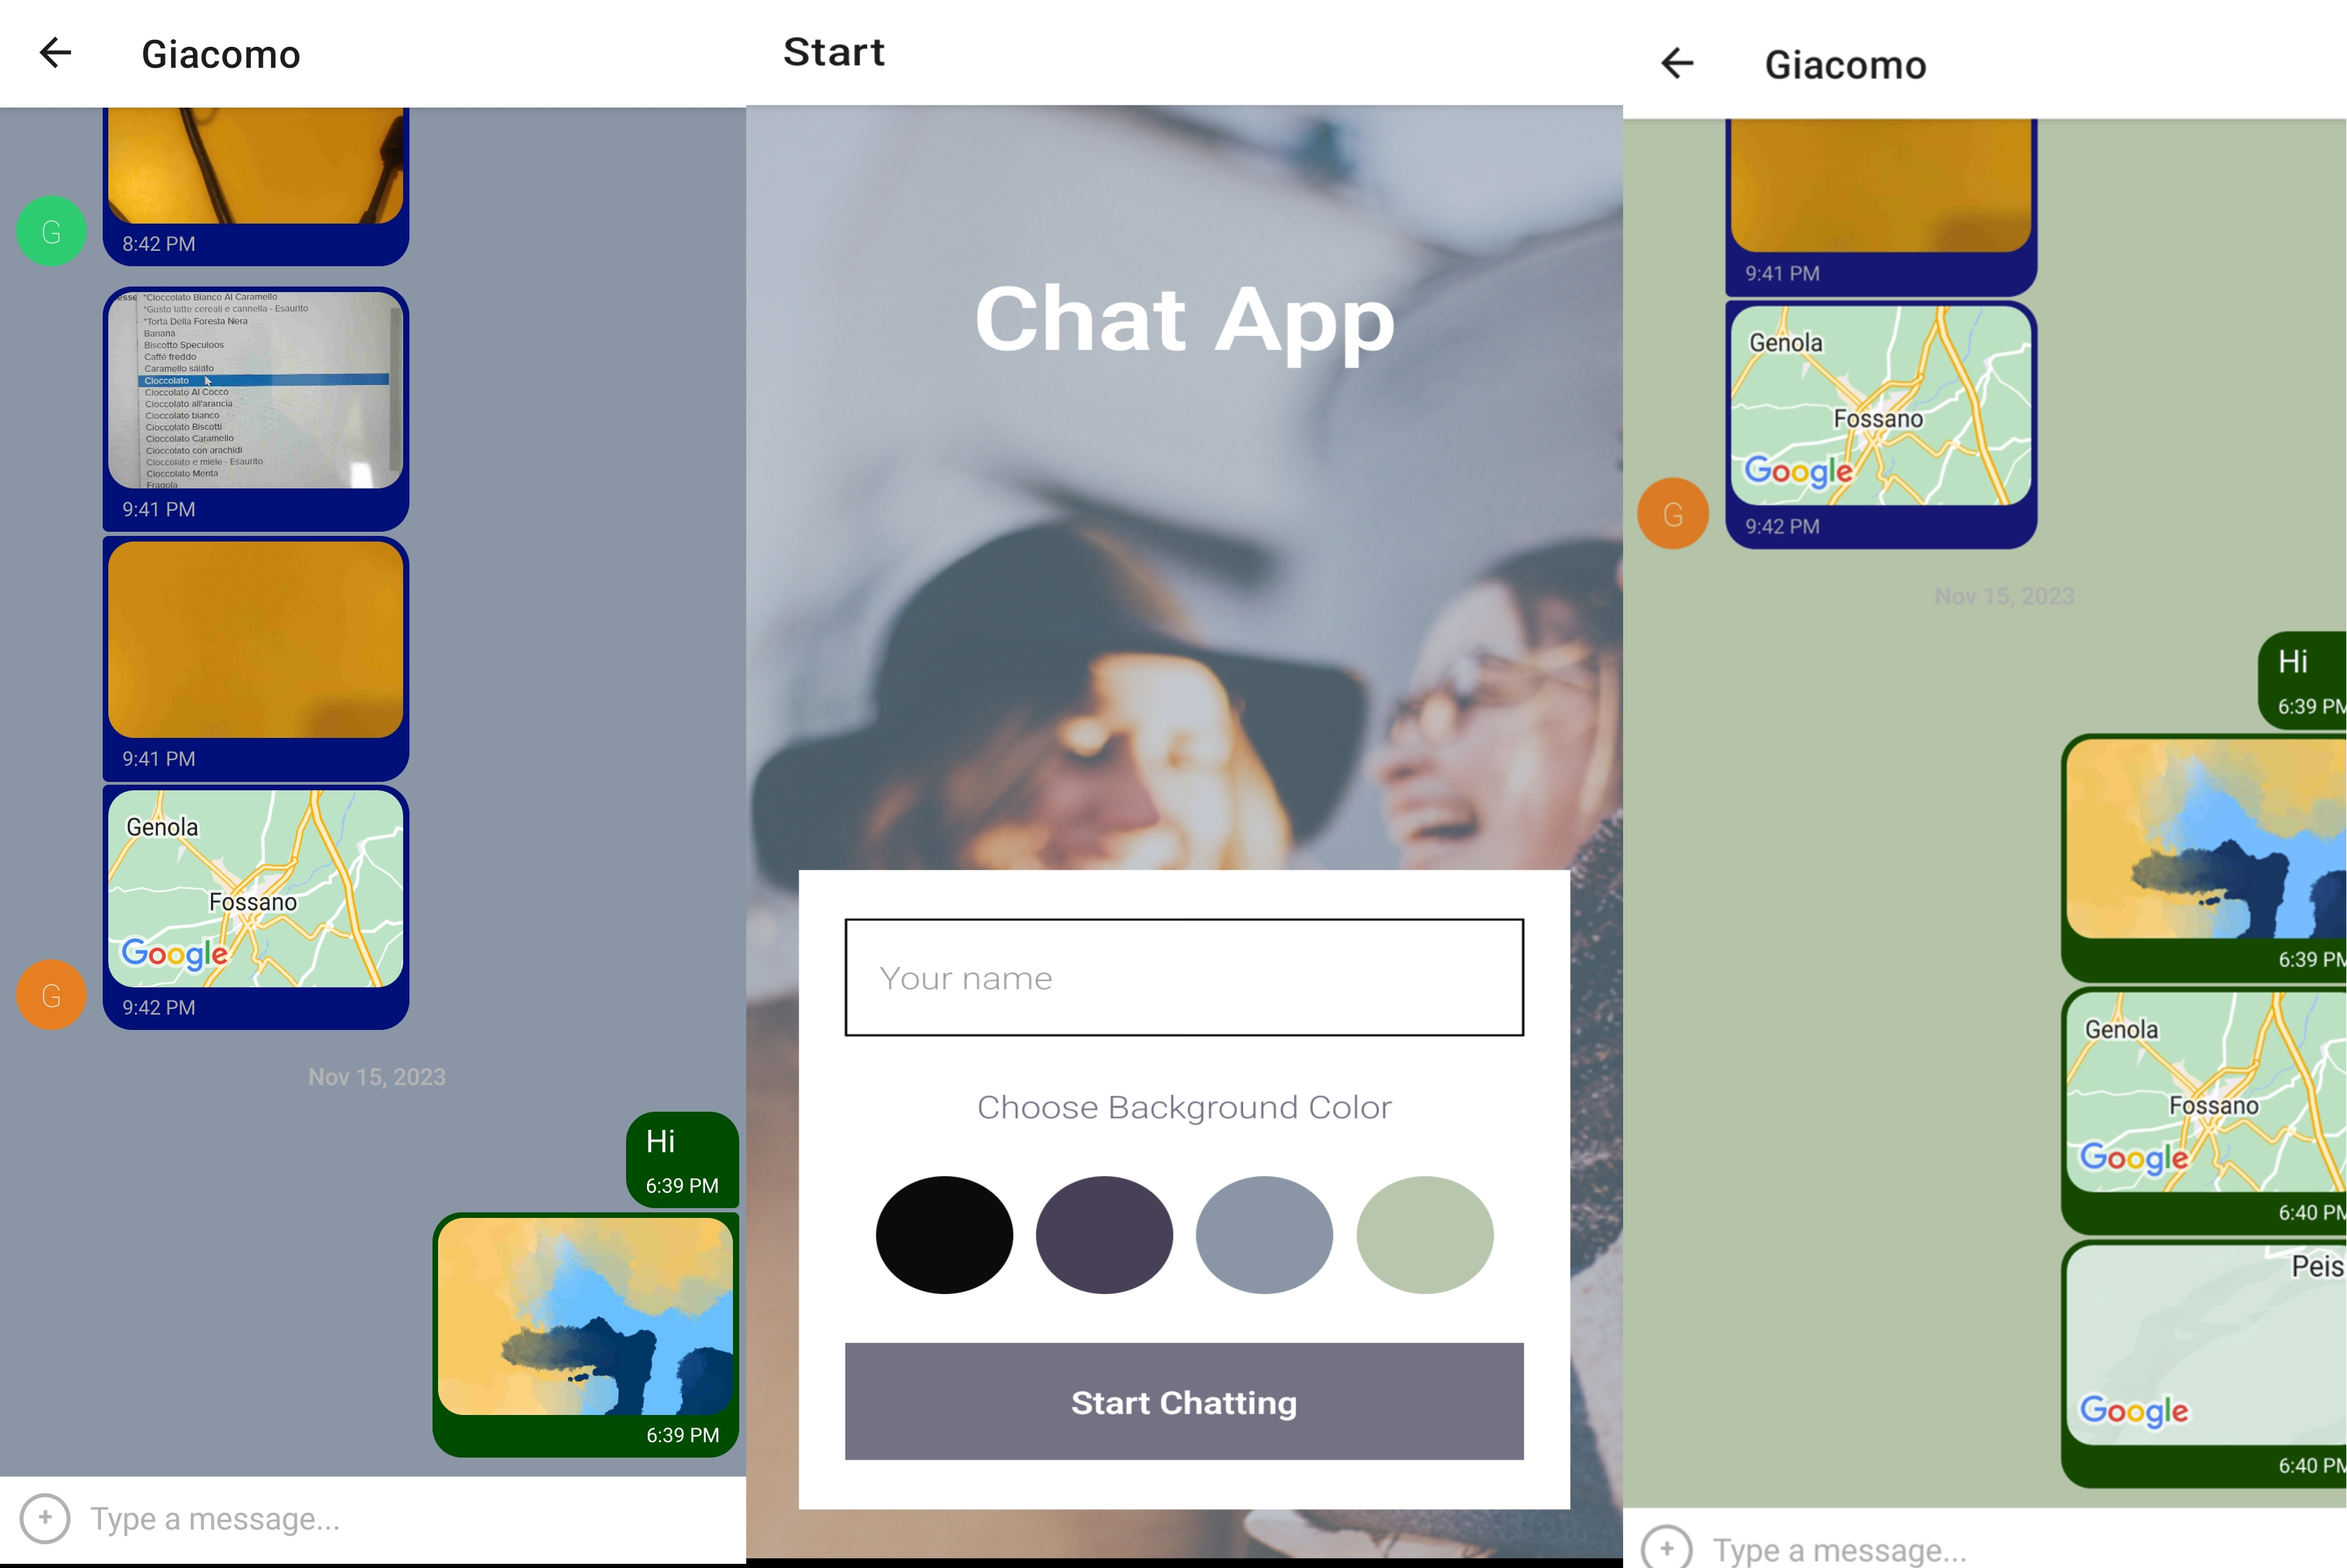 Giacomo
G
8:42 PM
*Cioccolato Bianco Al Caramello
*Gusto latte cereali e cannella - Esaurito
*Torta Della Foresta Nera
Banana
Biscotto Speculoos
Caffé freddo
Caramello salato
Cioccolato
Cioccolato Al Cocco
Cioccolato all'arancia
Cioccolato bianco
Cioccolato Biscotti
Cioccolato Caramello
Cioccolato con arachidi
Cioccolato e miele - Esaurito
Cioccolato Menta
Fragola
9:41 PM
9:41 PM
Genola
Fossano
Google
G
9:42 PM
Nov 15, 2023
Hi
6:39 PM
6:39 PM
Type a message...
Start
Chat App
Your name
Choose Background Color
Start Chatting
Giacomo
9:41 PM
Genola
Fossano
Google
G
9:42 PM
Nov 15, 2023
Hi
6:39 PM
6:39 PM
Genola
Fossano
Google
6:40 PM
Peis
Google
6:40 PM
Type a message...